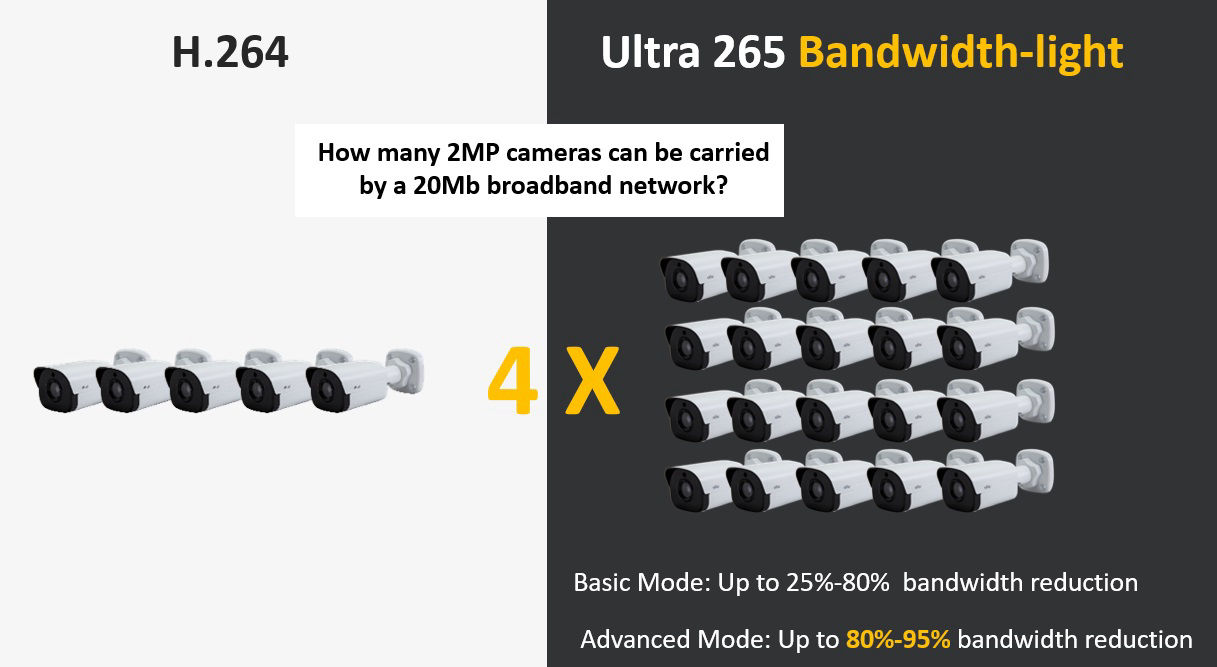 H.264
Ultra 265 Bandwidth-light
How many 2MP cameras can be carried
by a 20Mb broadband network?
4 X
Basic Mode: Up to 25%-80% bandwidth reduction
Advanced Mode: Up to 80%-95% bandwidth reduction